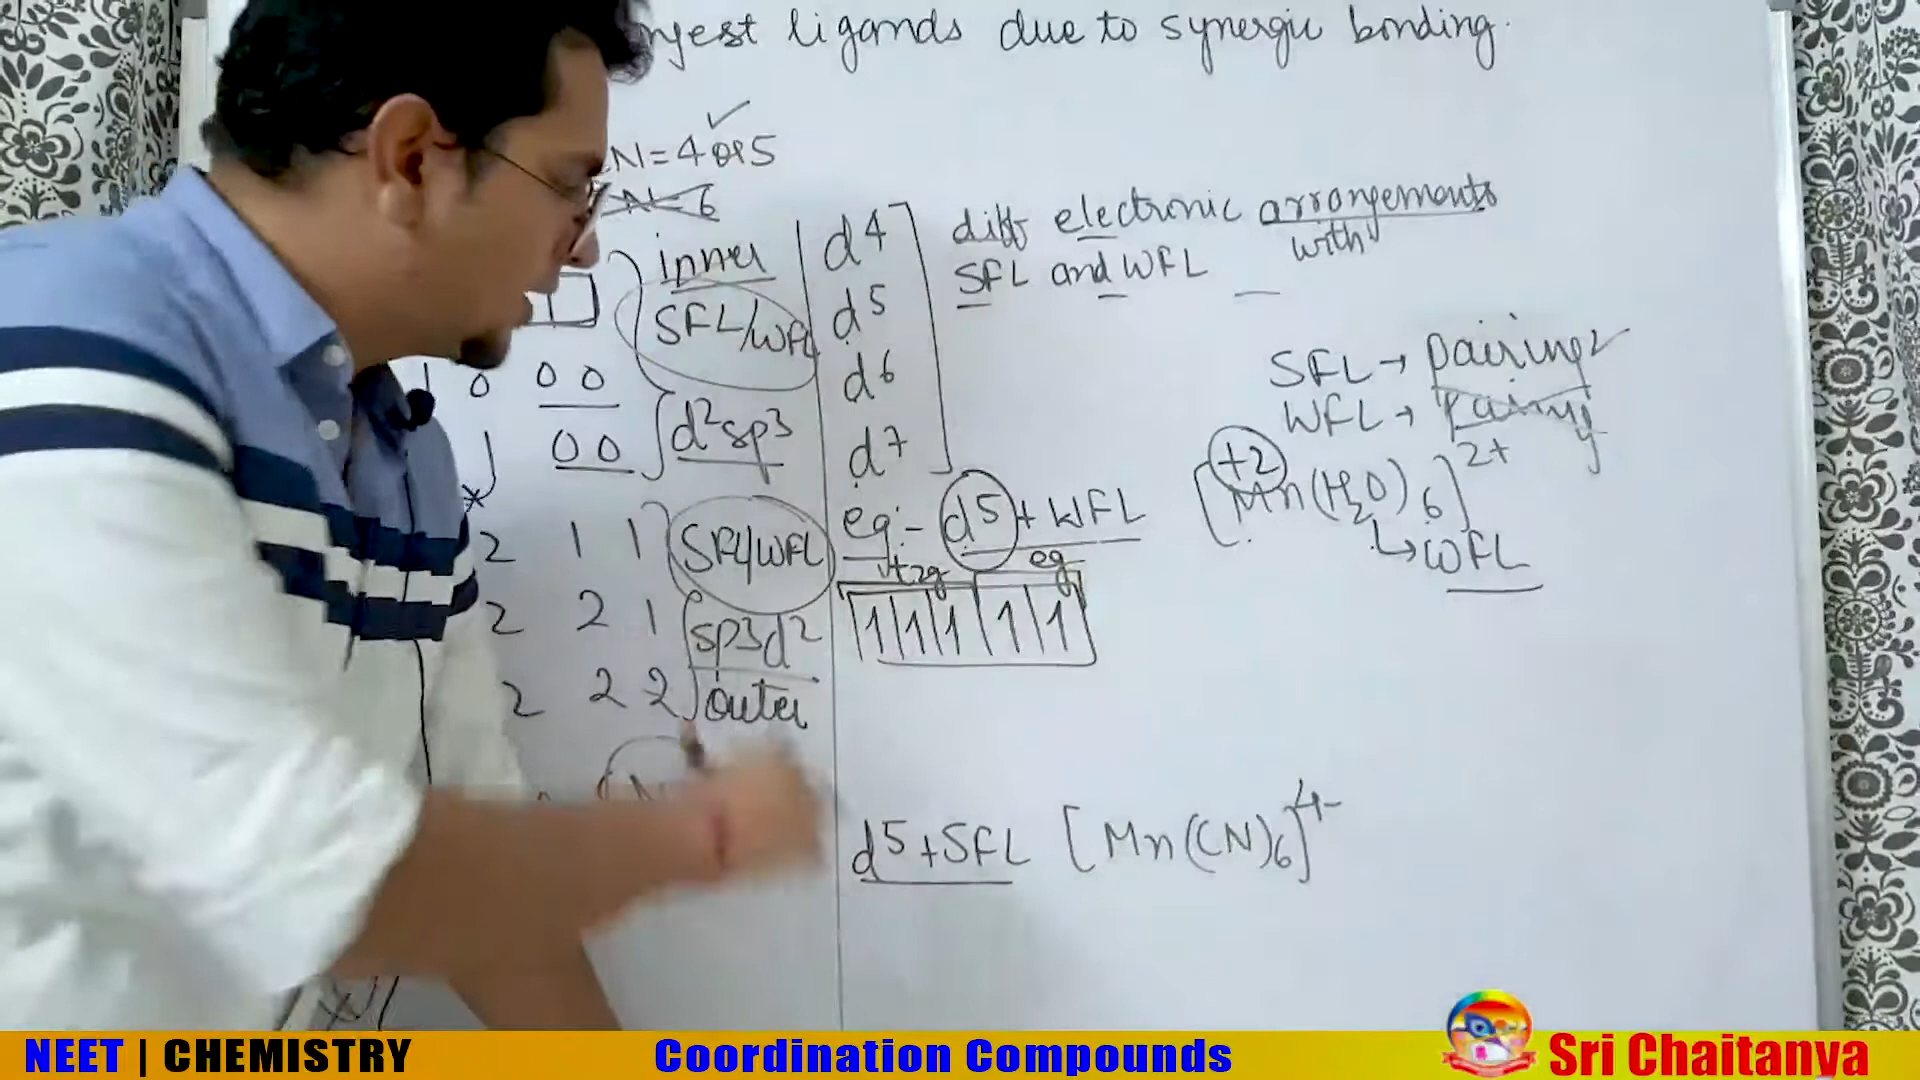 ligands due to synergic bonding.
N=4 or 5
N=6
inner
SFL/WFL
1 0 0 0
0 0
d²sp3
2 1 1
2 2 1
2 2 2
SFL/WFL
sp3d2
outer
d4
d5
d6
d7
diff electronic arrangements
with
SFL and WFL
SFL → pairing
WFL → pairing
+2
[Mn(H2O)6]2+
↳ WFL
eg:- d5 + WFL
t2g eg
1 1 1 1 1
d5+SFL [Mn(CN)6]4-
NEET | CHEMISTRY
Coordination Compounds
Sri Chaitanya